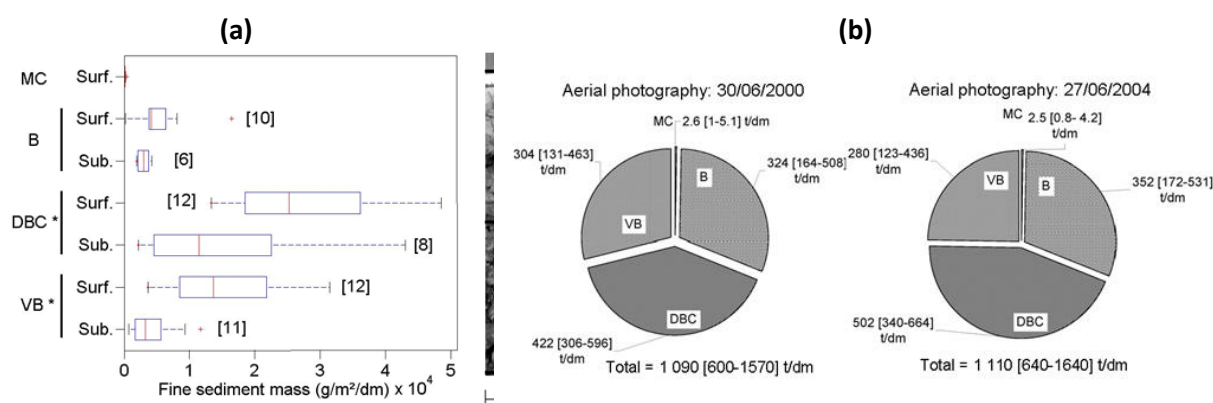 (a)
MC
Surf.
B
Surf.
[10]
Sub.
[6]
DBC *
Surf.
[12]
Sub.
[8]
VB *
Surf.
[12]
Sub.
[11]
0 1 2 3 4 5
Fine sediment mass (g/m²/dm) x 10⁴
(b)
Aerial photography: 30/06/2000
MC 2.6 [1-5.1] t/dm
304 [131-463]
t/dm
324 [164-508]
t/dm
B
VB
DBC
422 [306-596]
t/dm
Total = 1 090 [600-1570] t/dm
Aerial photography: 27/06/2004
MC 2.5 [0.8- 4.2] t/dm
280 [123-436]
t/dm
VB
B
352 [172-531]
t/dm
502 [340-664]
t/dm
DBC
Total = 1 110 [640-1640] t/dm